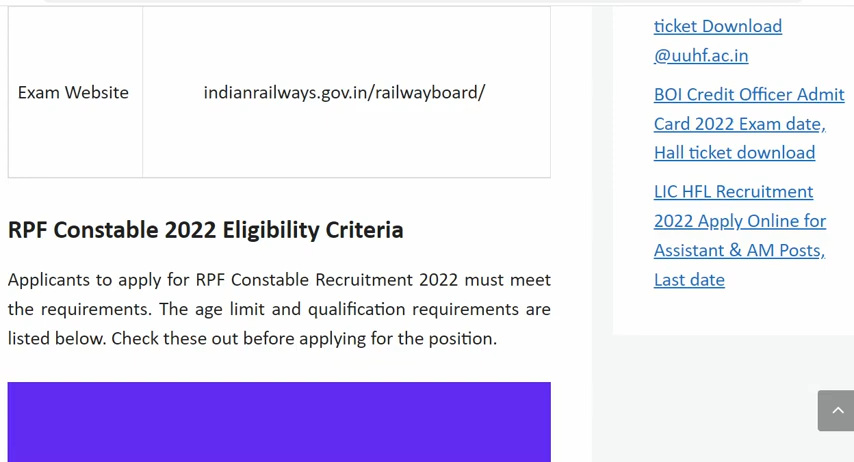 Exam Website
indianrailways.gov.in/railwayboard/
RPF Constable 2022 Eligibility Criteria
Applicants to apply for RPF Constable Recruitment 2022 must meet
the requirements. The age limit and qualification requirements are
listed below. Check these out before applying for the position.
ticket Download
@uuhf.ac.in
BOI Credit Officer Admit
Card 2022 Exam date,
Hall ticket download
LIC HFL Recruitment
2022 Apply Online for
Assistant & AM Posts,
Last date